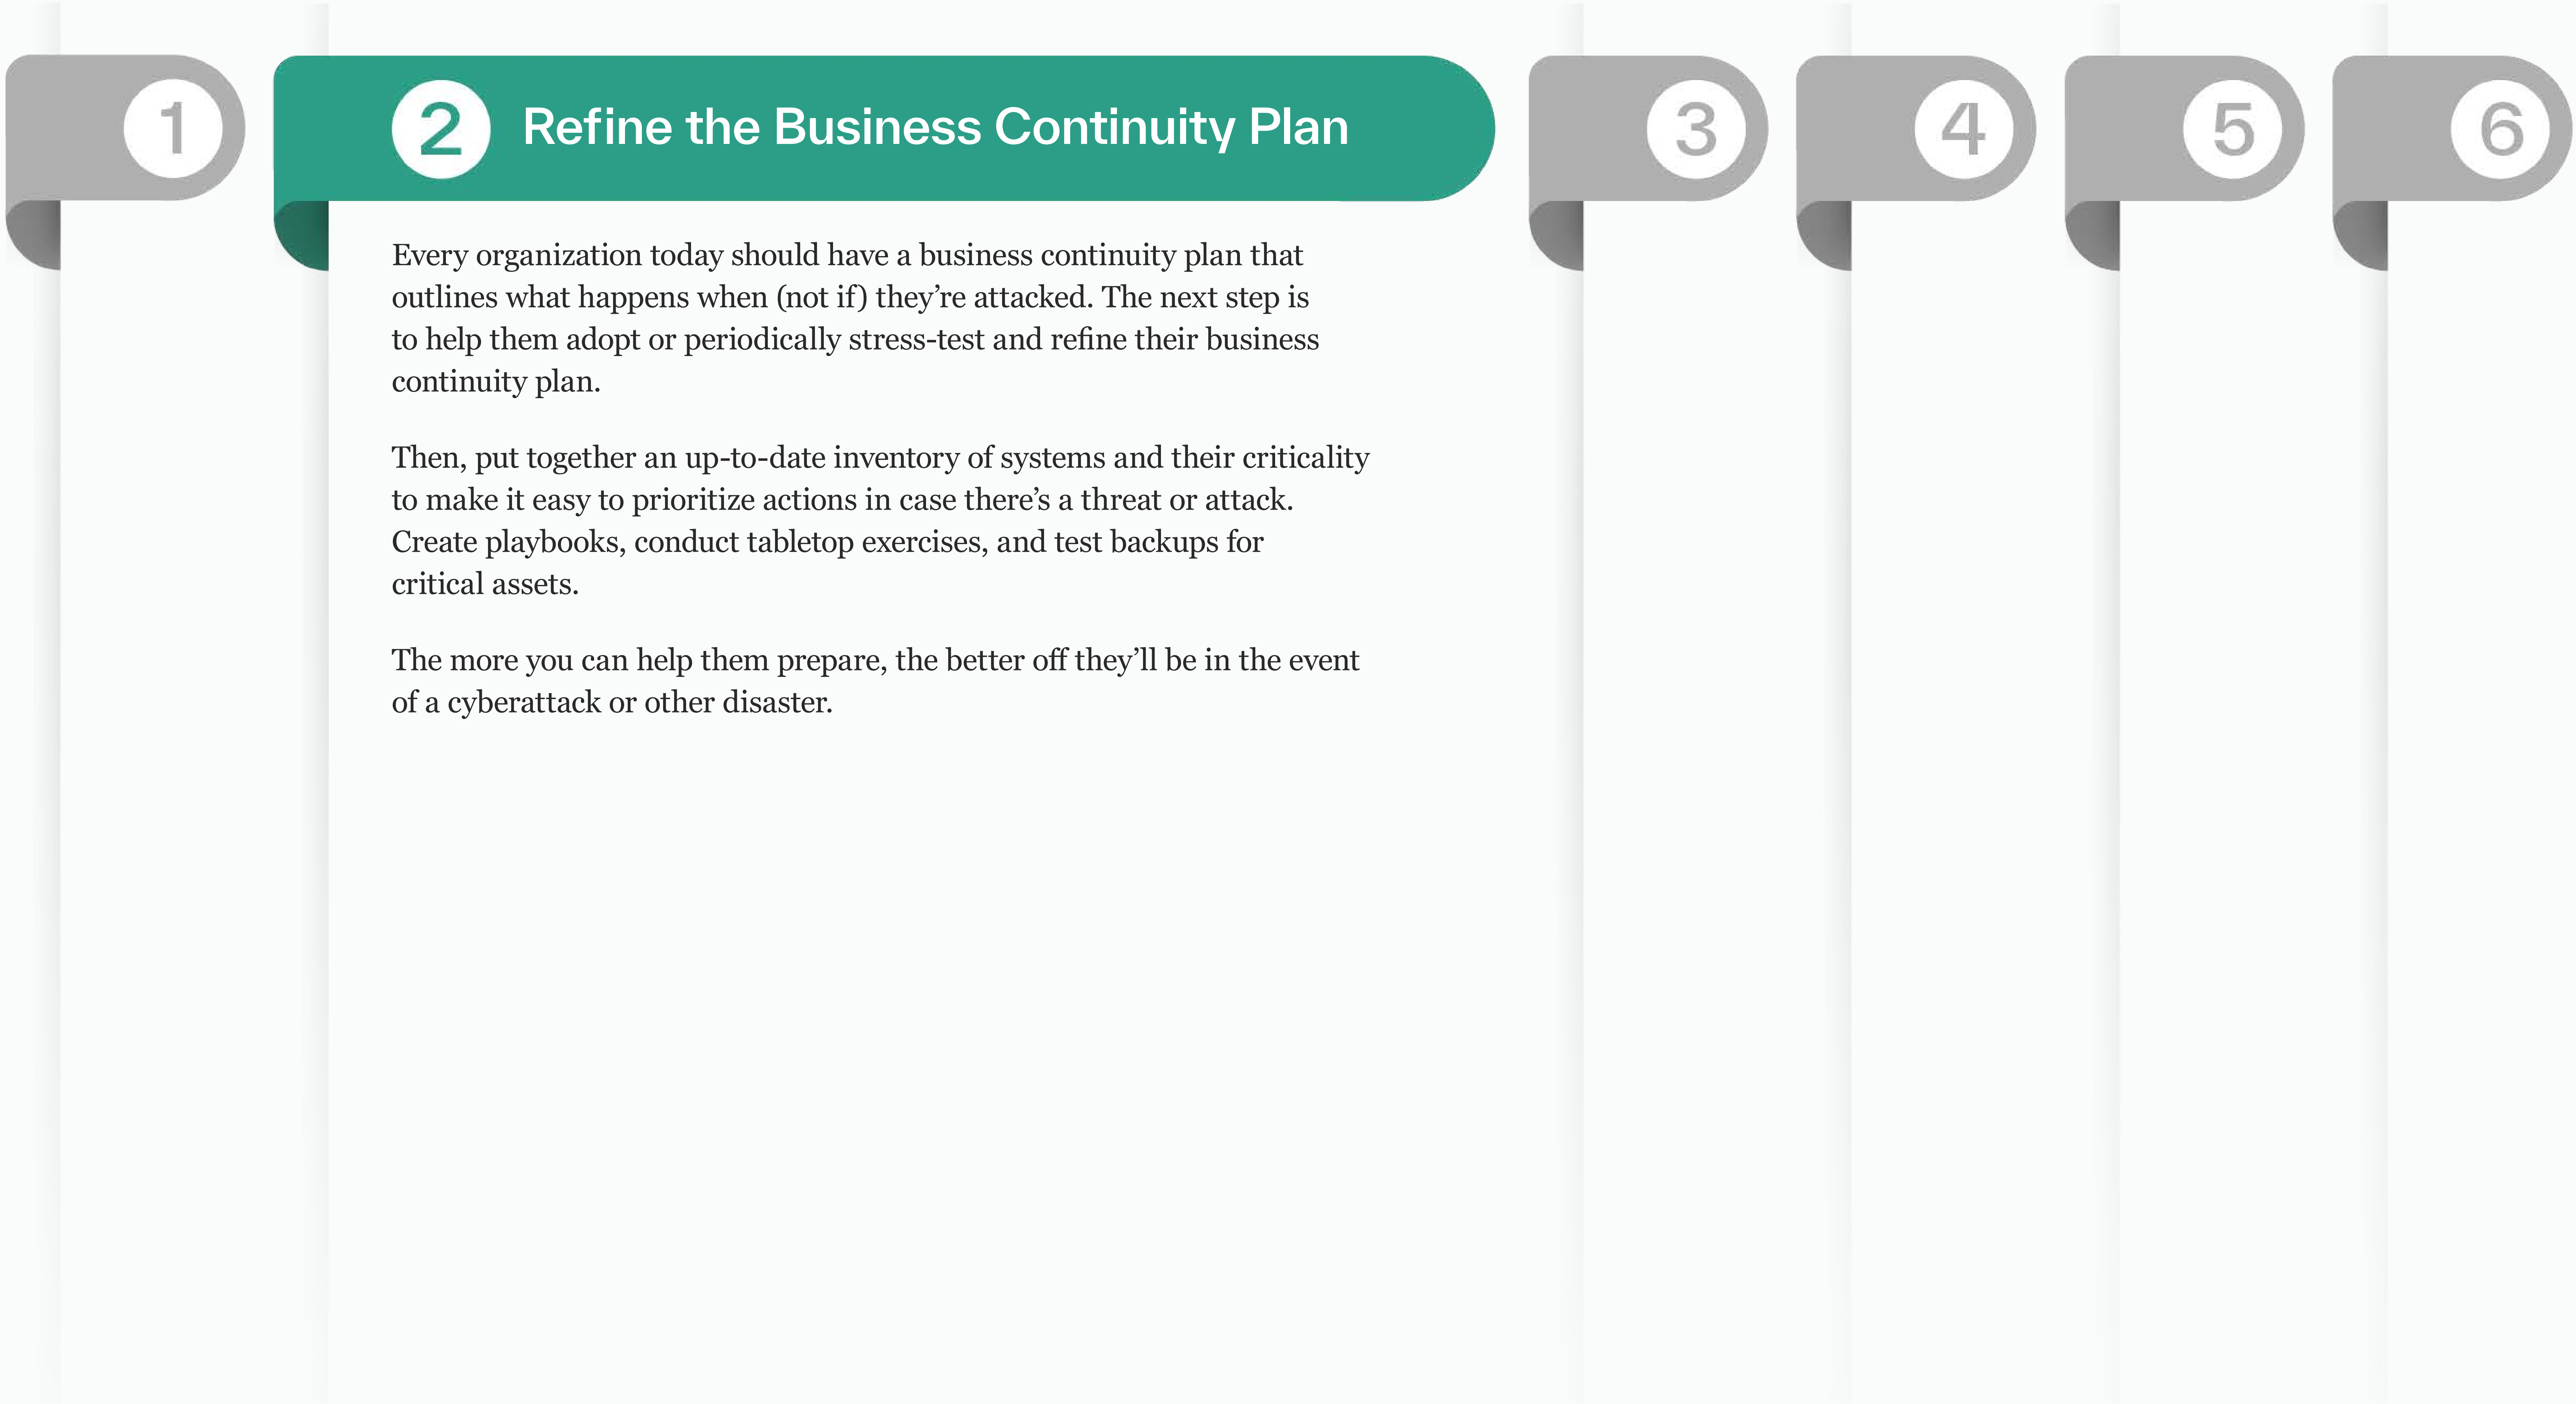 1
2 Refine the Business Continuity Plan
3
4
5
6
Every organization today should have a business continuity plan that
outlines what happens when (not if) they’re attacked. The next step is
to help them adopt or periodically stress-test and refine their business
continuity plan.
Then, put together an up-to-date inventory of systems and their criticality
to make it easy to prioritize actions in case there’s a threat or attack.
Create playbooks, conduct tabletop exercises, and test backups for
critical assets.
The more you can help them prepare, the better off they’ll be in the event
of a cyberattack or other disaster.